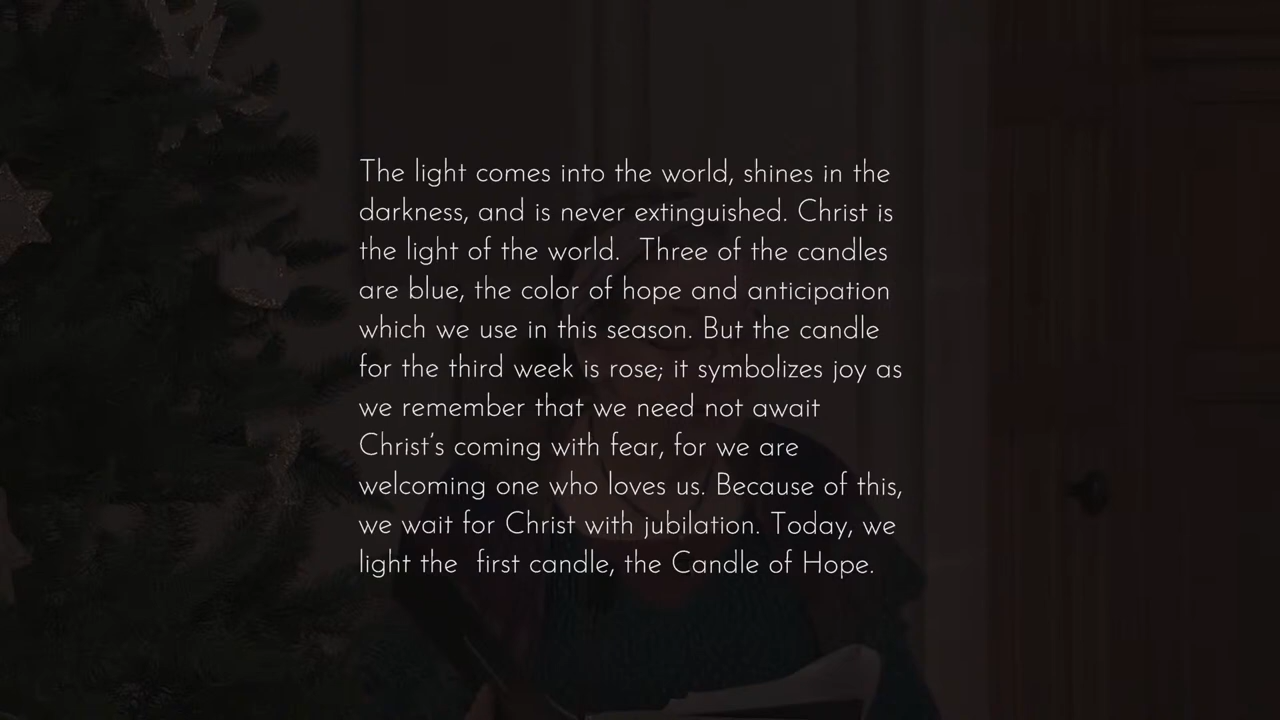 The light comes into the world, shines in the
darkness, and is never extinguished. Christ is
the light of the world.  Three of the candles
are blue, the color of hope and anticipation
which we use in this season. But the candle
for the third week is rose; it symbolizes joy as
we remember that we need not await
Christ's coming with fear, for we are
welcoming one who loves us. Because of this,
we wait for Christ with jubilation. Today, we
light the  first candle, the Candle of Hope.